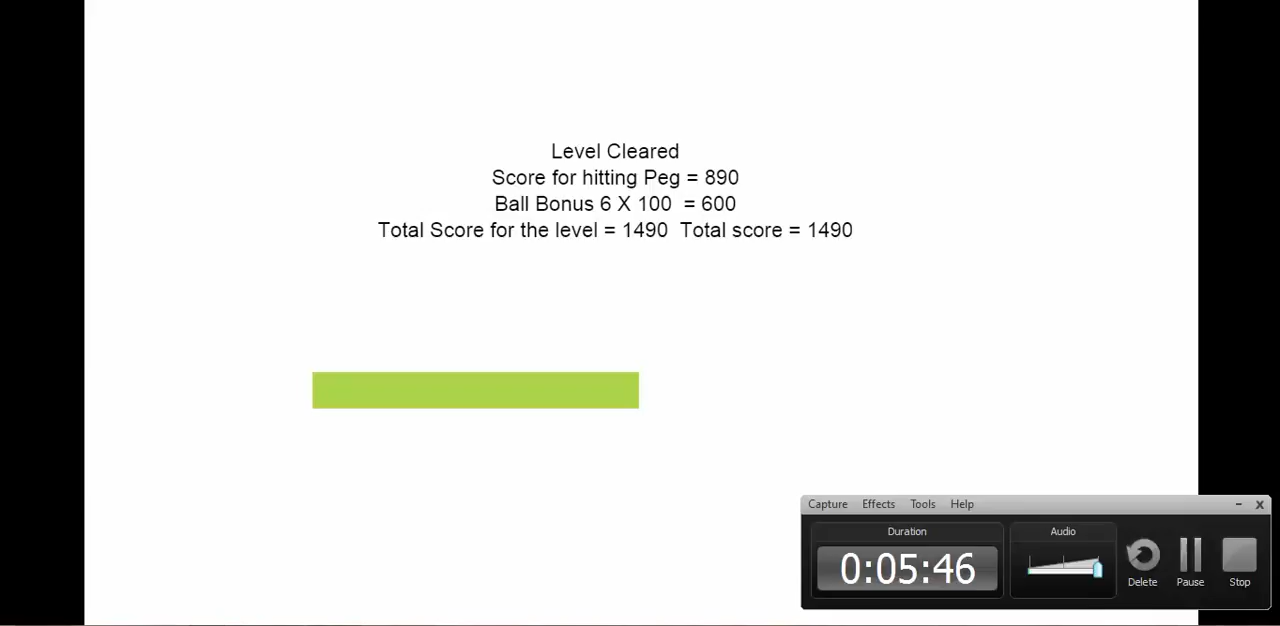 Level Cleared
Score for hitting Peg = 890
Ball Bonus 6 X 100 = 600
Total Score for the level = 1490 Total score = 1490
Capture Effects Tools Help
Duration Audio
0:05:46
Delete Pause Stop